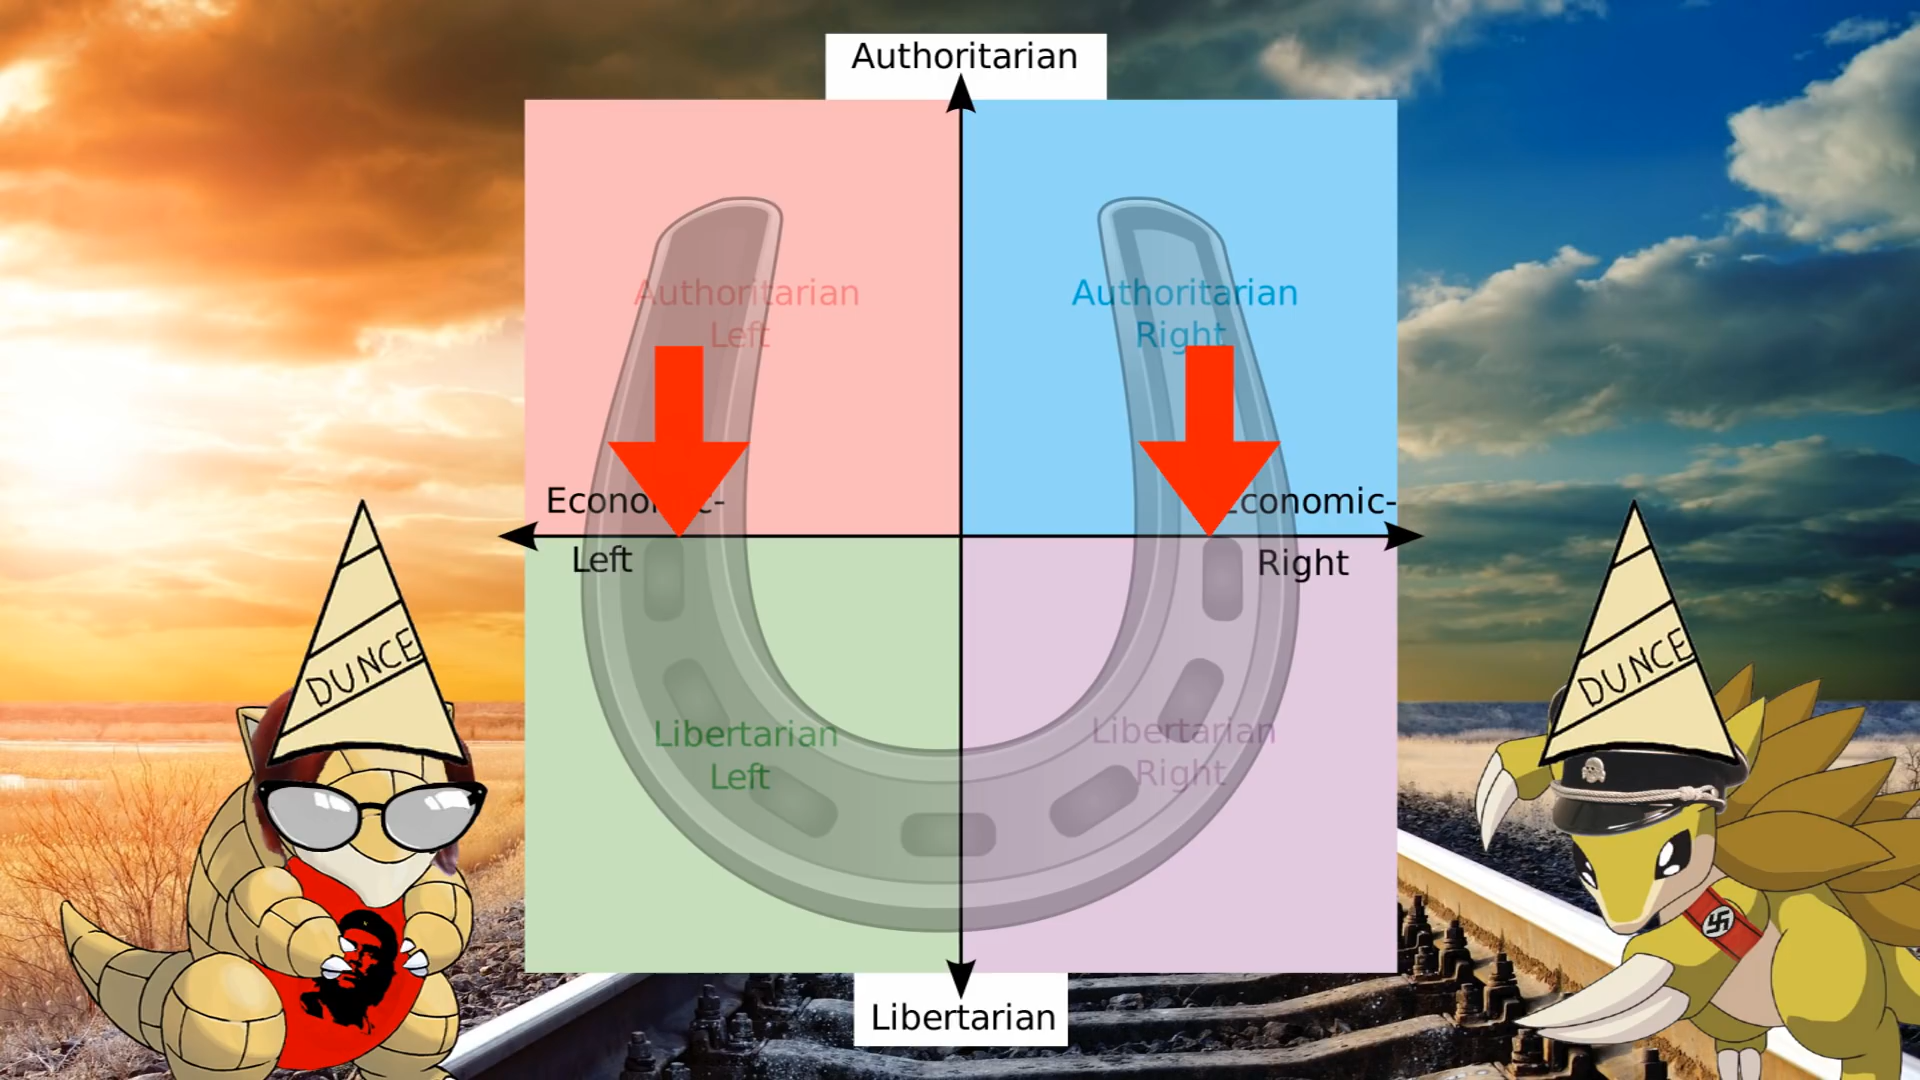 Authoritarian
Authoritarian
Left
Authoritarian
Right
Economic-
Left
Economic-
Right
DUNCE
DUNCE
Libertarian
Left
Libertarian
Right
Libertarian